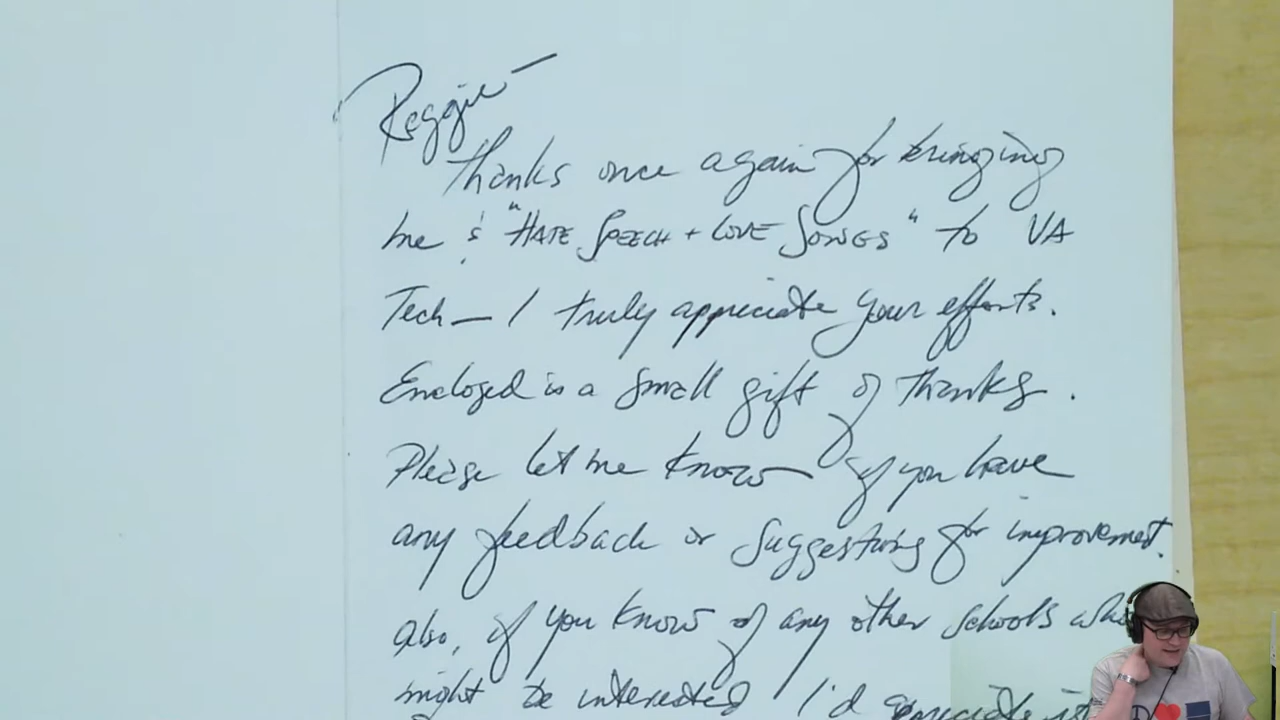 Reggie —
Thanks once again for bringing
me & "HATE SPEECH + LOVE SONGS" to VA
Tech — I truly appreciate your efforts.
Enclosed is a small gift of thanks.
Please let me know if you have
any feedback or suggestions for improvement.
Also, if you know of any other schools who
might be interested I'd appreciate it